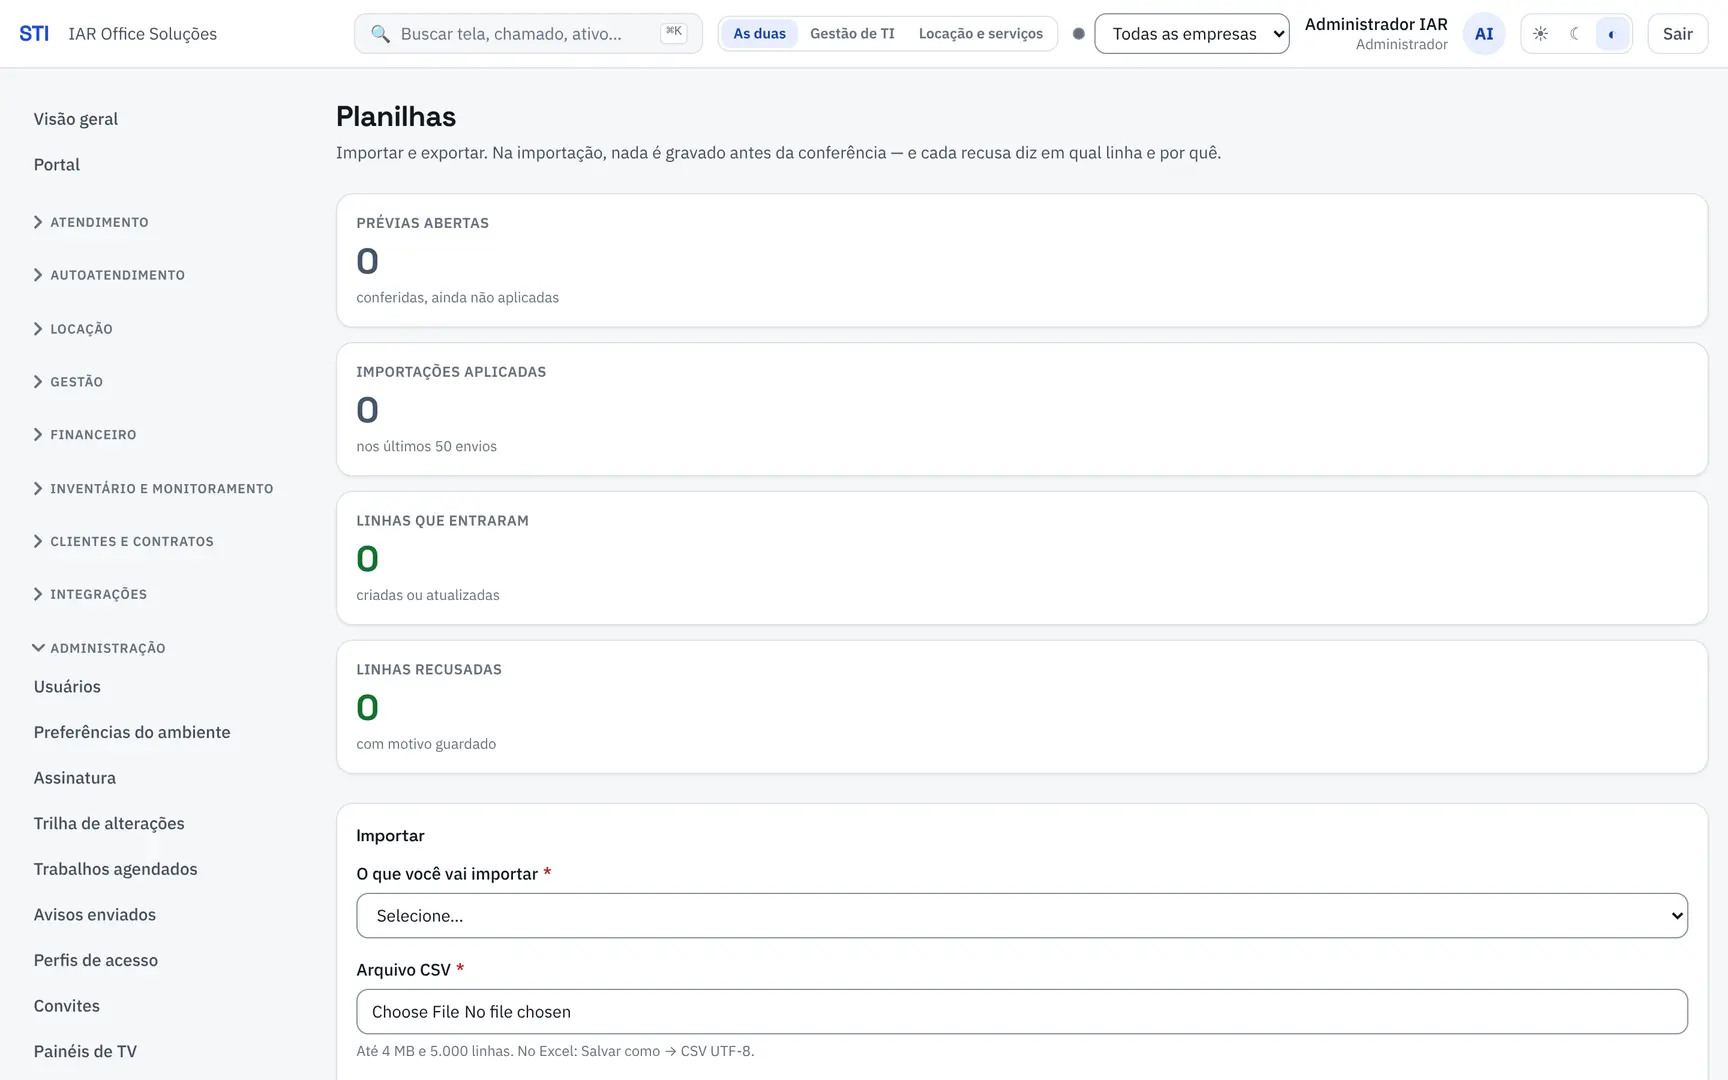 STI
IAR Office Soluções
Buscar tela, chamado, ativo...
⌘K
As duas
Gestão de TI
Locação e serviços
Todas as empresas
Administrador IAR
Administrador
AI
Sair
Visão geral
Portal
ATENDIMENTO
AUTOATENDIMENTO
LOCAÇÃO
GESTÃO
FINANCEIRO
INVENTÁRIO E MONITORAMENTO
CLIENTES E CONTRATOS
INTEGRAÇÕES
ADMINISTRAÇÃO
Usuários
Preferências do ambiente
Assinatura
Trilha de alterações
Trabalhos agendados
Avisos enviados
Perfis de acesso
Convites
Painéis de TV
Planilhas
Importar e exportar. Na importação, nada é gravado antes da conferência — e cada recusa diz em qual linha e por quê.
PRÉVIAS ABERTAS
0
conferidas, ainda não aplicadas
IMPORTAÇÕES APLICADAS
0
nos últimos 50 envios
LINHAS QUE ENTRARAM
0
criadas ou atualizadas
LINHAS RECUSADAS
0
com motivo guardado
Importar
O que você vai importar *
Selecione...
Arquivo CSV *
Choose File No file chosen
Até 4 MB e 5.000 linhas. No Excel: Salvar como → CSV UTF-8.